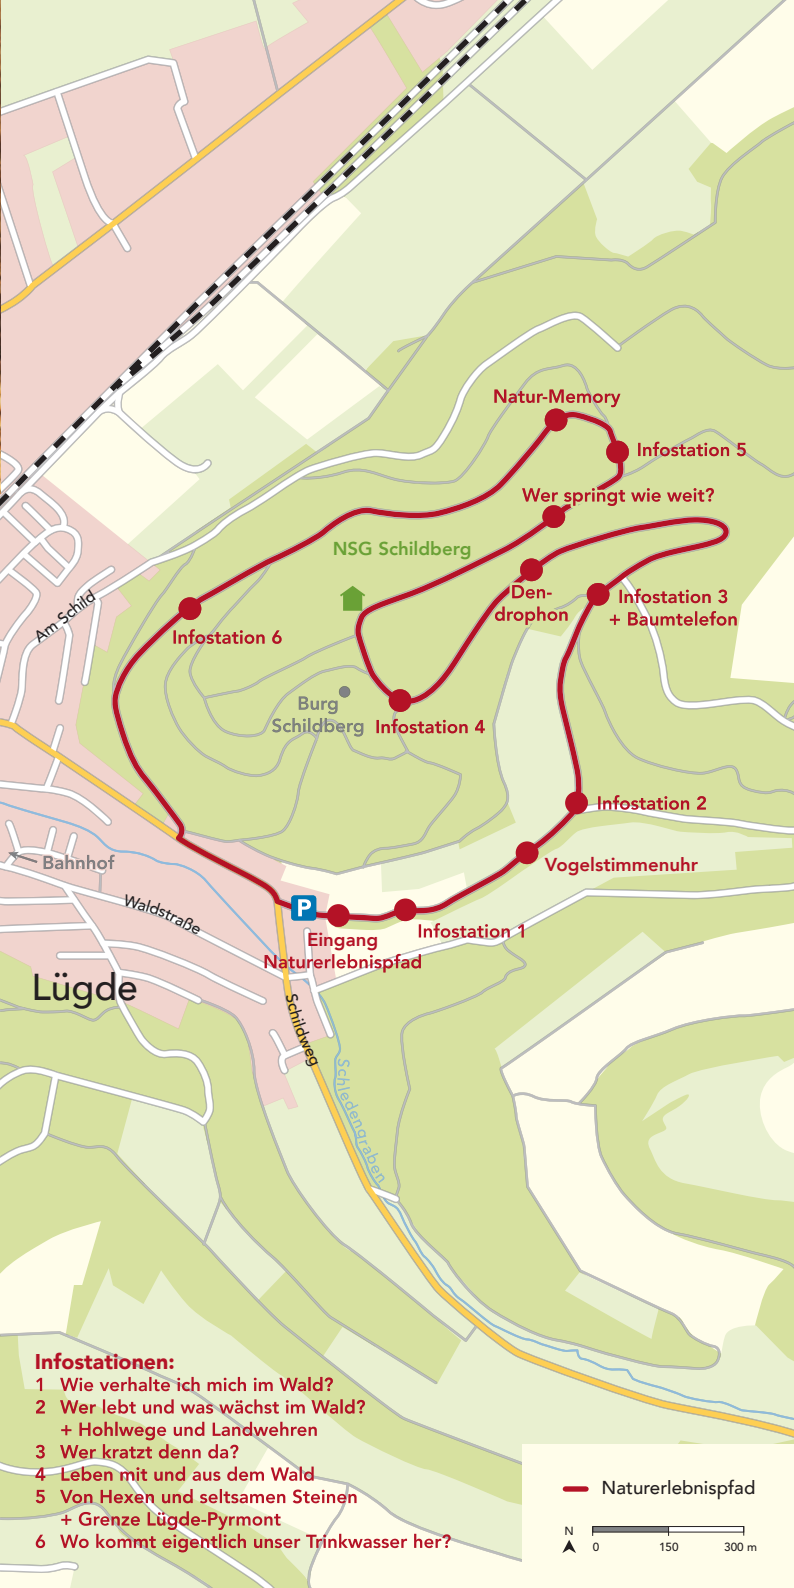 Natur-Memory
Infostation 5
Wer springt wie weit?
NSG Schildberg
Den-
drophon
Infostation 3
+ Baumtelefon
Am Schild
Infostation 6
Burg
Schildberg
Infostation 4
Infostation 2
Bahnhof
Vogelstimmenuhr
Waldstraße
P
Infostation 1
Eingang
Naturerlebnispfad
Lügde
Schildweg
Schledengraben
Infostationen:
1 Wie verhalte ich mich im Wald?
2 Wer lebt und was wächst im Wald?
+ Hohlwege und Landwehren
3 Wer kratzt denn da?
4 Leben mit und aus dem Wald
5 Von Hexen und seltsamen Steinen
+ Grenze Lügde-Pyrmont
6 Wo kommt eigentlich unser Trinkwasser her?
Naturerlebnispfad
N
0 150 300 m